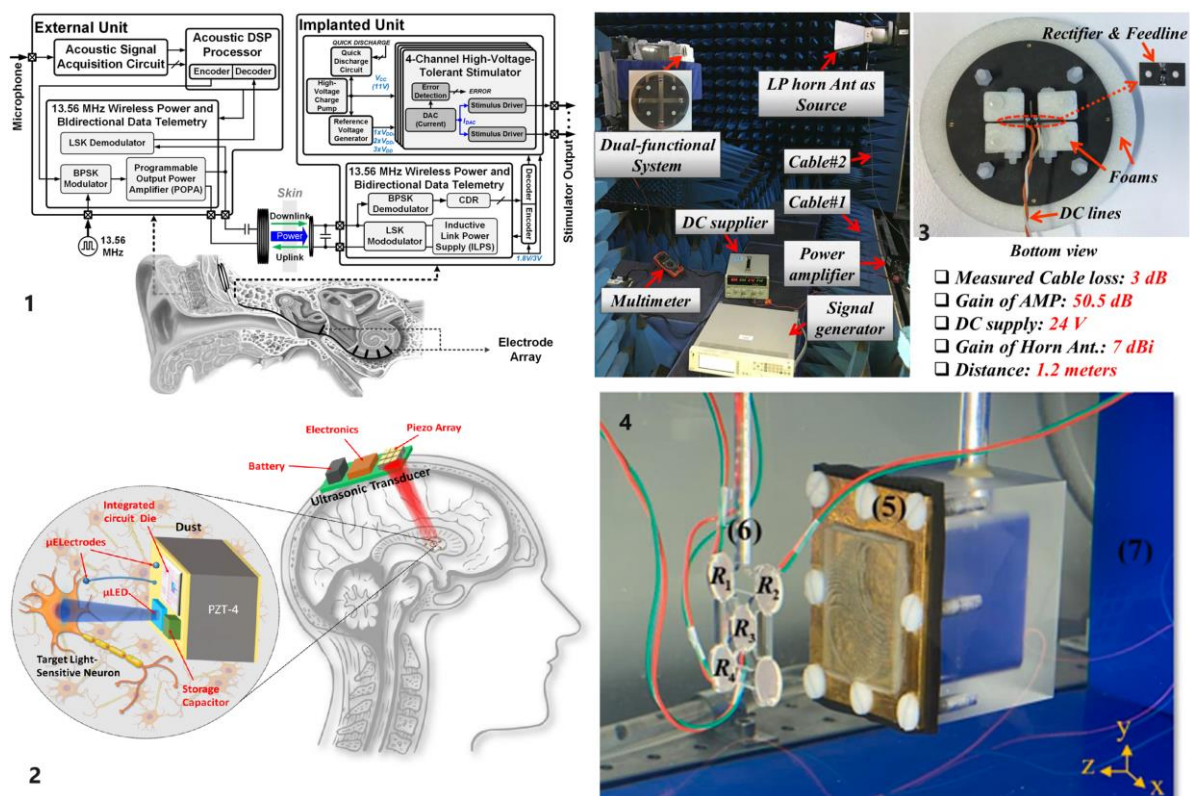 External Unit
Microphone
Acoustic Signal
Acquisition Circuit
Acoustic DSP
Processor
Encoder Decoder
13.56 MHz Wireless Power and
Bidirectional Data Telemetry
LSK Demodulator
BPSK
Modulator
Programmable
Output Power
Amplifier (POPA)
13.56
MHz
Skin
Downlink
Power
Uplink
Implanted Unit
QUICK DISCHARGE
Quick
Discharge
Circuit
High-
Voltage
Charge
Pump
VCC
(11V)
Reference
Voltage
Generator
1xVDD
2xVDD
3xVDD
4-Channel High-Voltage-
Tolerant Stimulator
Error
Detection
ERROR
DAC
(Current)
IDAC
Stimulus Driver
Stimulus Driver
13.56 MHz Wireless Power and
Bidirectional Data Telemetry
BPSK
Demodulator
CDR
LSK
Mododulator
Inductive
Link Power
Supply (ILPS)
Decoder
Encoder
1.8V/3V
Stimulator Output
Electrode
Array
1
LP horn Ant as
Source
Dual-functional
System
Cable#2
Cable#1
DC supplier
Power
amplifier
Multimeter
Signal
generator
Rectifier & Feedline
Foams
DC lines
3
Bottom view
❑ Measured Cable loss: 3 dB
❑ Gain of AMP: 50.5 dB
❑ DC supply: 24 V
❑ Gain of Horn Ant.: 7 dBi
❑ Distance: 1.2 meters
Electronics
Piezo Array
Battery
Ultrasonic Transducer
Integrated
circuit Die
Dust
µELectrodes
µLED
PZT-4
Target Light-
Sensitive Neuron
Storage
Capacitor
2
4
(5)
(6)
(7)
R1
R2
R3
R4
y
z
x